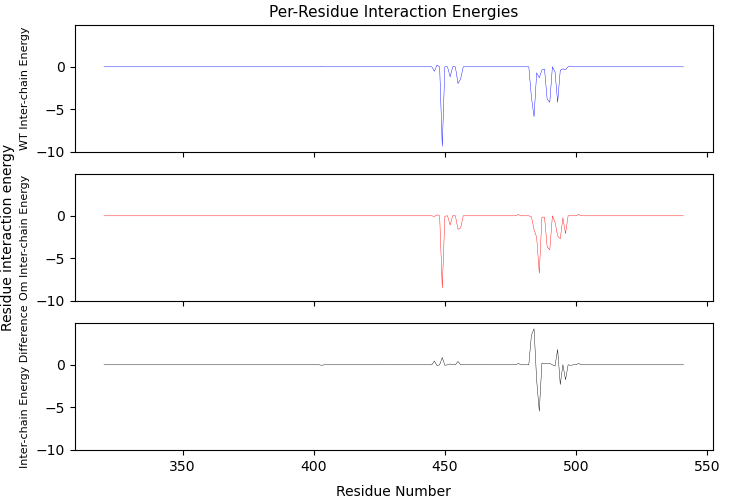 Per-Residue Interaction Energies
Residue interaction energy
WT Inter-chain Energy
0
−5
−10
Om Inter-chain Energy
0
−5
−10
Inter-chain Energy Difference
0
−5
−10
350
400
450
500
550
Residue Number